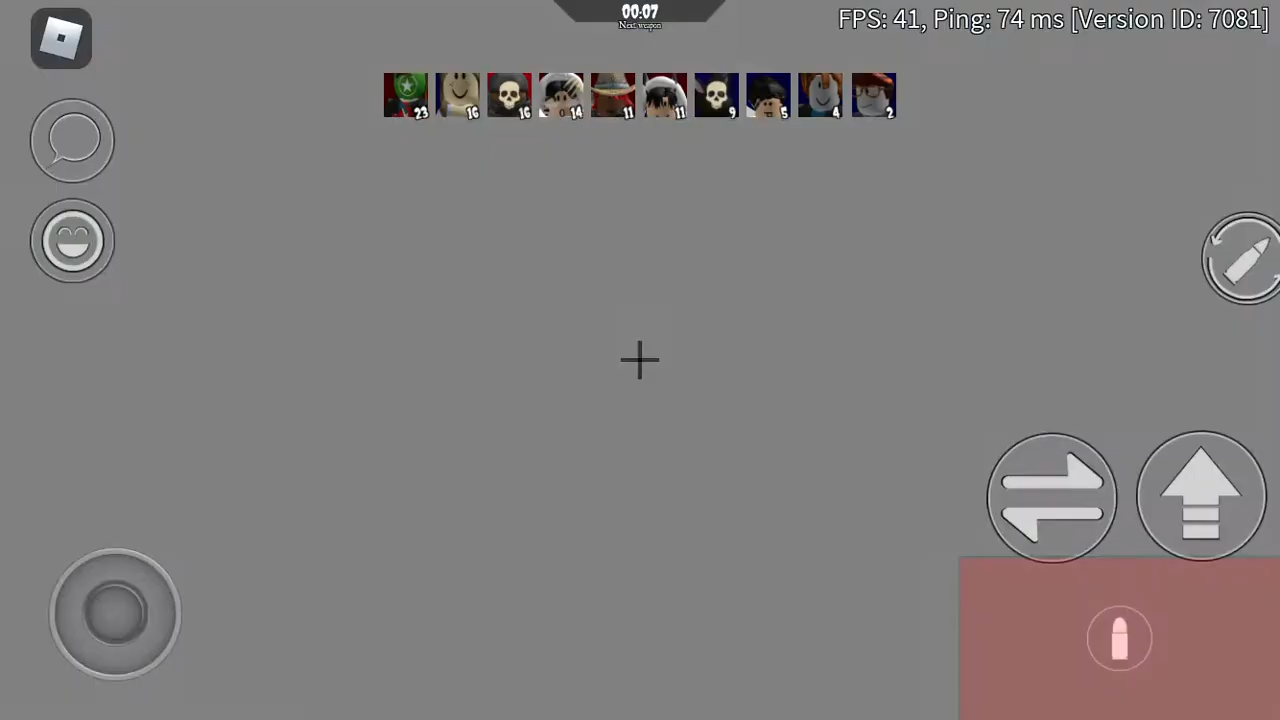 00:07
Next weapon
FPS: 41, Ping: 74 ms [Version ID: 7081]
23 16 16 14 11 11 9 5 4 2